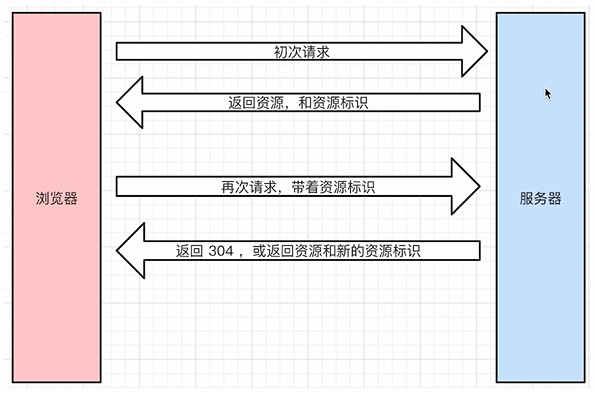 初次请求
返回资源，和资源标识
再次请求，带着资源标识
浏览器
服务器
返回 304 ，或返回资源和新的资源标识